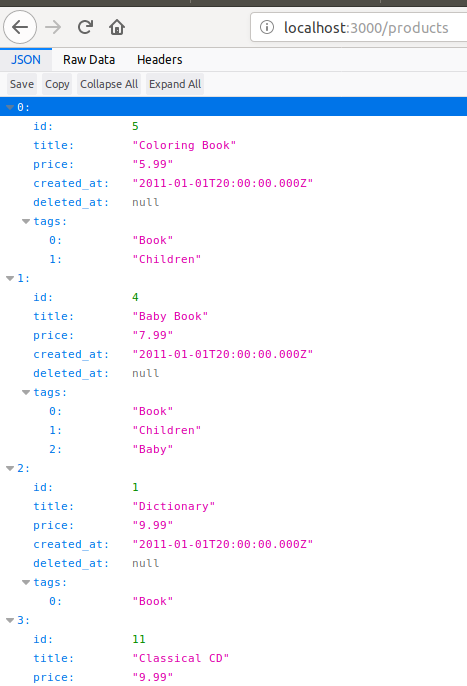 localhost:3000/products
JSON Raw Data Headers
Save Copy Collapse All Expand All
0:
id: 5
title: "Coloring Book"
price: "5.99"
created_at: "2011-01-01T20:00:00.000Z"
deleted_at: null
tags:
0: "Book"
1: "Children"
1:
id: 4
title: "Baby Book"
price: "7.99"
created_at: "2011-01-01T20:00:00.000Z"
deleted_at: null
tags:
0: "Book"
1: "Children"
2: "Baby"
2:
id: 1
title: "Dictionary"
price: "9.99"
created_at: "2011-01-01T20:00:00.000Z"
deleted_at: null
tags:
0: "Book"
3:
id: 11
title: "Classical CD"
price: "9.99"